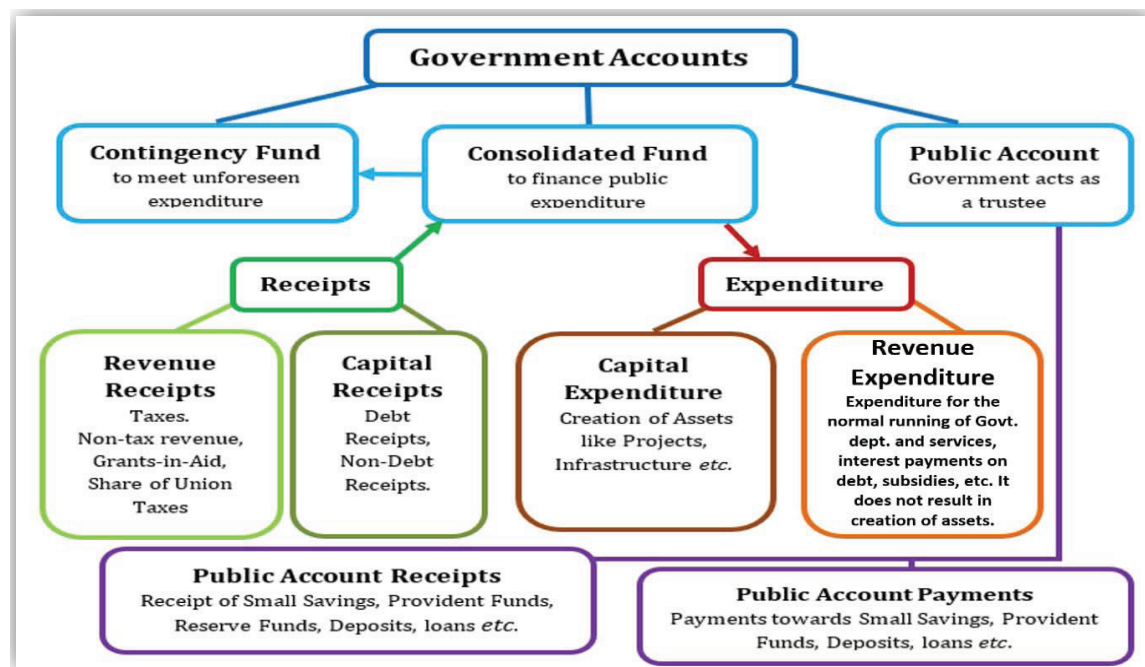 Government Accounts
Contingency Fund
to meet unforeseen
expenditure
Consolidated Fund
to finance public
expenditure
Public Account
Government acts as
a trustee
Receipts
Expenditure
Revenue
Receipts
Taxes.
Non-tax revenue,
Grants-in-Aid,
Share of Union
Taxes
Capital
Receipts
Debt
Receipts,
Non-Debt
Receipts.
Capital
Expenditure
Creation of Assets
like Projects,
Infrastructure etc.
Revenue
Expenditure
Expenditure for the
normal running of Govt.
dept. and services,
interest payments on
debt, subsidies, etc. It
does not result in
creation of assets.
Public Account Receipts
Receipt of Small Savings, Provident Funds,
Reserve Funds, Deposits, loans etc.
Public Account Payments
Payments towards Small Savings, Provident
Funds, Deposits, loans etc.